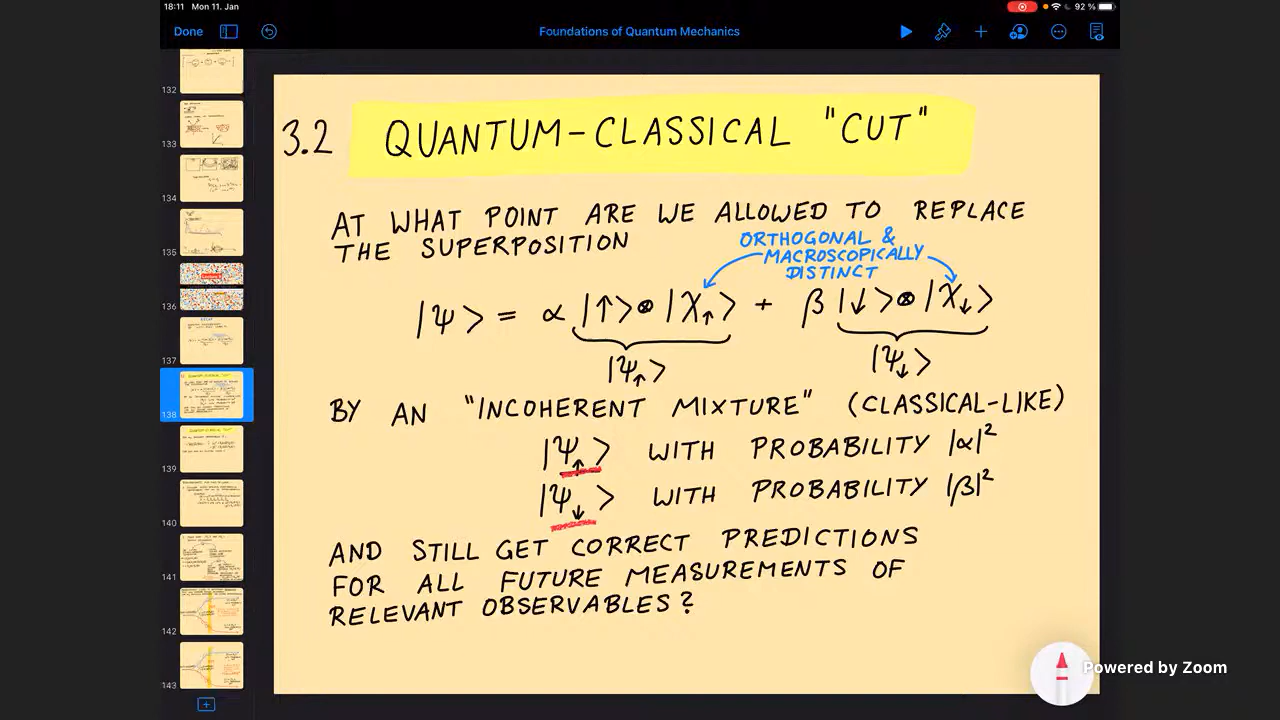 18:11 Mon 11. Jan
92 %
Done
Foundations of Quantum Mechanics
132
133
134
135
136
137
138
139
140
141
142
143
3.2 QUANTUM-CLASSICAL "CUT"
AT WHAT POINT ARE WE ALLOWED TO REPLACE
THE SUPERPOSITION
ORTHOGONAL &
MACROSCOPICALLY
DISTINCT
|Ψ> = α |↑>⊗|χ↑> + β |↓>⊗|χ↓>
|Ψ↑> |Ψ↓>
BY AN "INCOHERENT MIXTURE" (CLASSICAL-LIKE)
|Ψ↑> WITH PROBABILITY |α|²
|Ψ↓> WITH PROBABILITY |β|²
AND STILL GET CORRECT PREDICTIONS
FOR ALL FUTURE MEASUREMENTS OF
RELEVANT OBSERVABLES?
Powered by Zoom